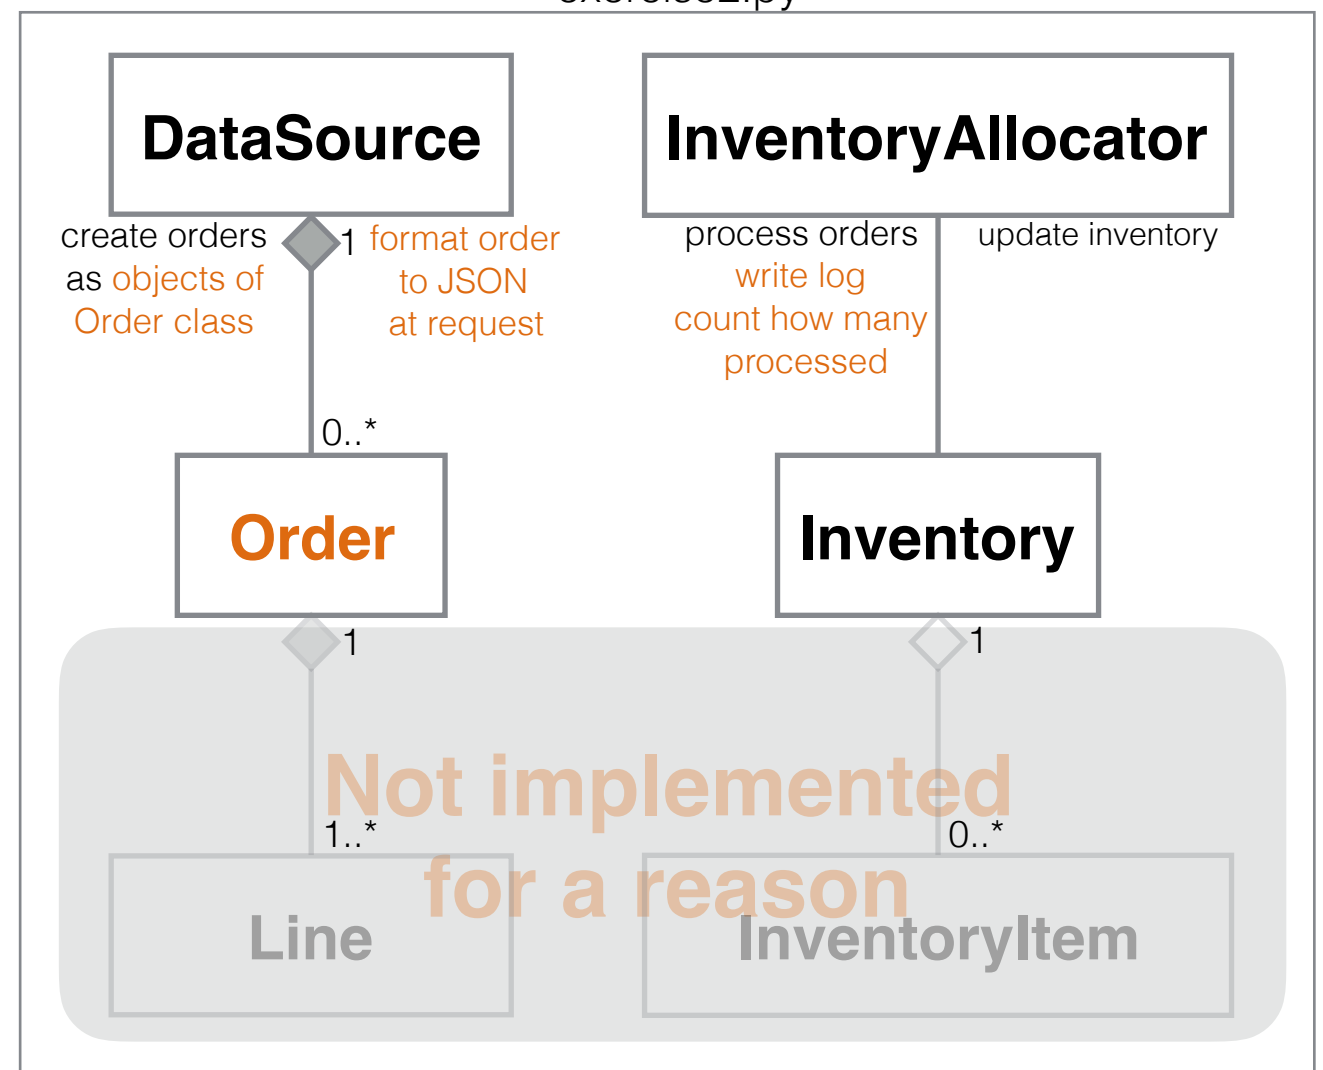 DataSource
InventoryAllocator
create orders
as objects of
Order class
1
format order
to JSON
at request
process orders
write log
count how many
processed
update inventory
0..*
Order
Inventory
1
1
Not implemented
for a reason
1..*
0..*
Line
InventoryItem